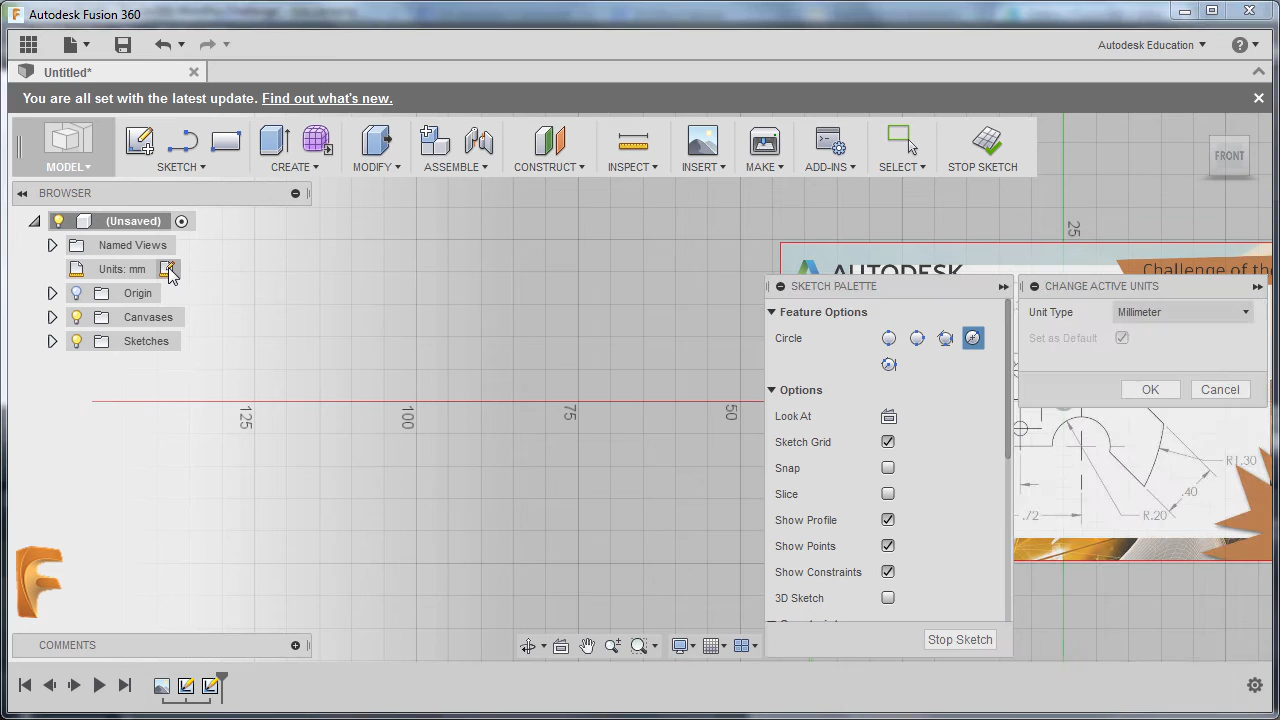 Autodesk Fusion 360
Autodesk Education
Untitled*
You are all set with the latest update. Find out what's new.
MODEL
SKETCH
CREATE
MODIFY
ASSEMBLE
CONSTRUCT
INSPECT
INSERT
MAKE
ADD-INS
SELECT
STOP SKETCH
FRONT
BROWSER
(Unsaved)
Named Views
Units: mm
Origin
Canvases
Sketches
125
100
75
50
25
AUTODESK
Challenge of the
SKETCH PALETTE
Feature Options
Circle
Options
Look At
Sketch Grid
Snap
Slice
Show Profile
Show Points
Show Constraints
3D Sketch
Stop Sketch
CHANGE ACTIVE UNITS
Unit Type
Millimeter
Set as Default
OK
Cancel
R1.30
.40
.72
R.20
COMMENTS